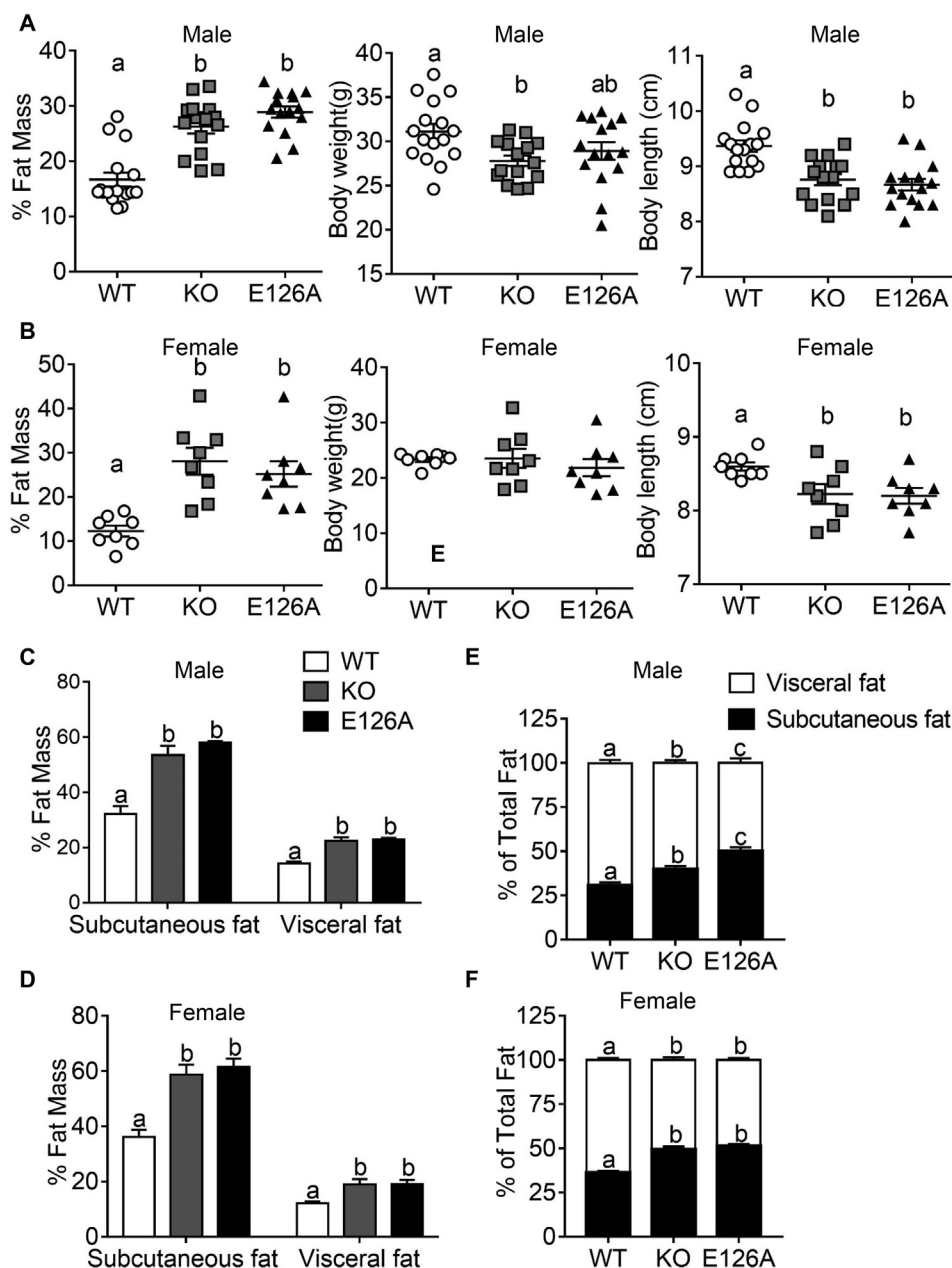 A
Male
Male
Male
% Fat Mass
40
30
20
10
0
a
b
b
WT
KO
E126A
Body weight(g)
40
35
30
25
20
15
a
b
ab
WT
KO
E126A
Body length (cm)
11
10
9
8
7
a
b
b
WT
KO
E126A
B
Female
Female
Female
% Fat Mass
50
40
30
20
10
0
a
b
b
WT
KO
E126A
Body weight(g)
40
30
20
10
0
E
WT
KO
E126A
Body length (cm)
10
9
8
7
a
b
b
WT
KO
E126A
C
Male
WT
KO
E126A
% Fat Mass
80
60
40
20
0
a
b
b
a
b
b
Subcutaneous fat
Visceral fat
E
Male
Visceral fat
Subcutaneous fat
% of Total Fat
125
100
75
50
25
0
a
b
c
a
b
c
WT
KO
E126A
D
Female
% Fat Mass
80
60
40
20
0
a
b
b
a
b
b
Subcutaneous fat
Visceral fat
F
Female
% of Total Fat
125
100
75
50
25
0
a
b
b
a
b
b
WT
KO
E126A